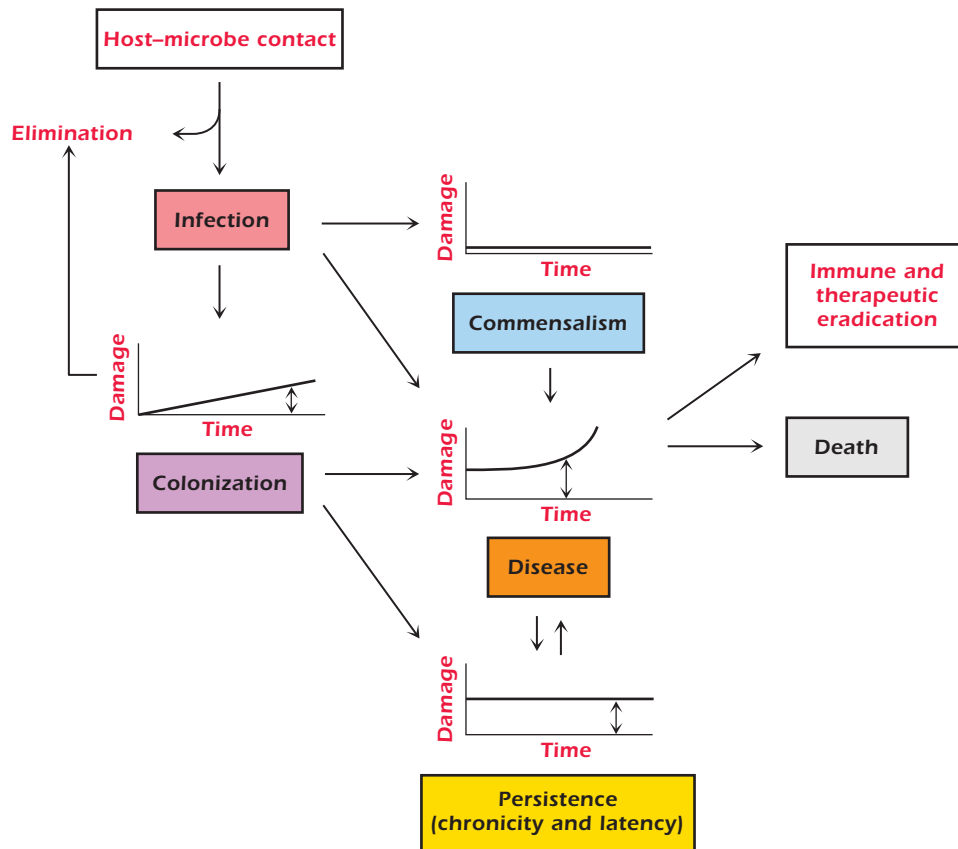 Host–microbe contact
Elimination
Infection
Damage
Time
Commensalism
Immune and
therapeutic
eradication
Damage
Time
Colonization
Damage
Time
Disease
Death
Damage
Time
Persistence
(chronicity and latency)